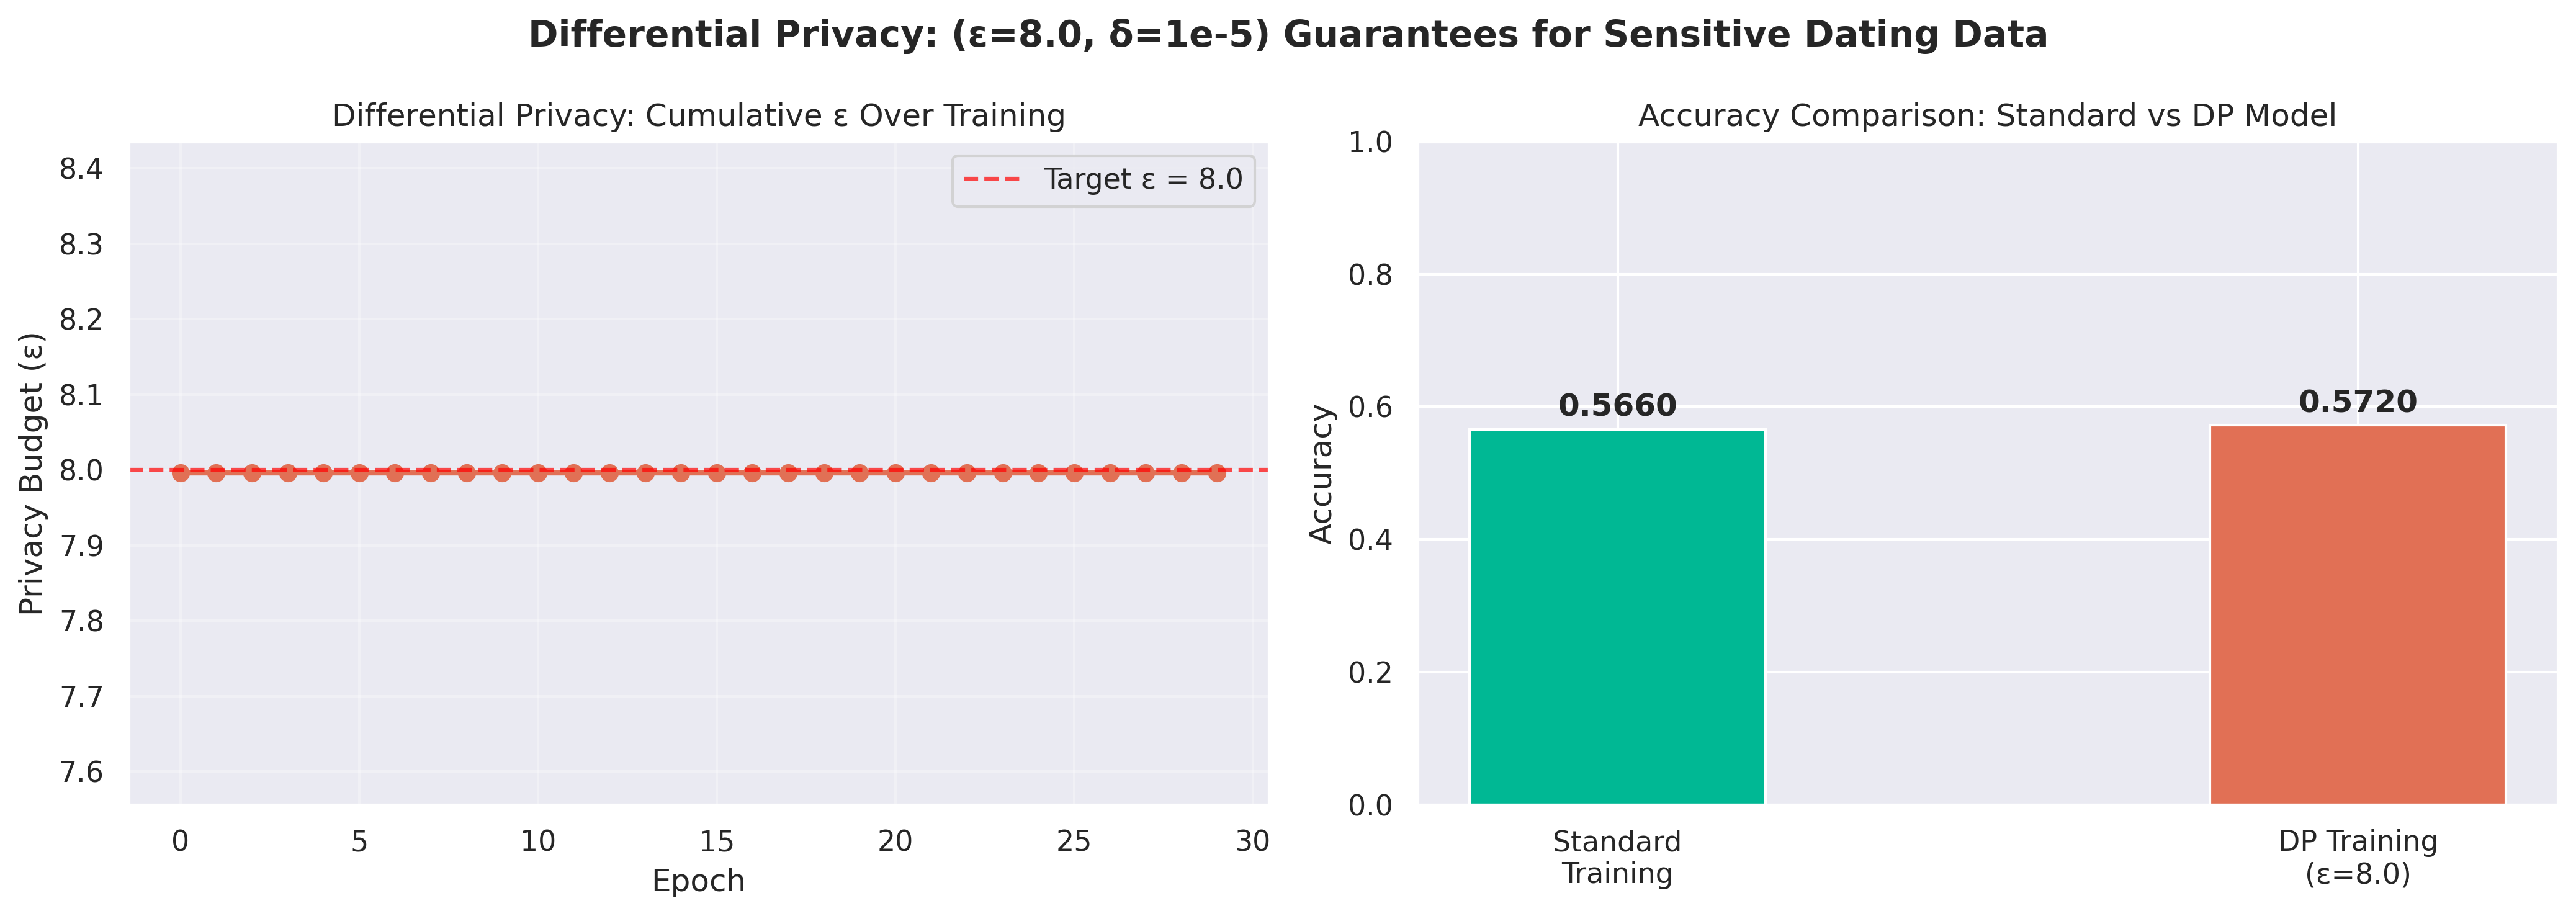 Differential Privacy: (ε=8.0, δ=1e-5) Guarantees for Sensitive Dating Data
Differential Privacy: Cumulative ε Over Training
Target ε = 8.0
8.4
8.3
8.2
8.1
8.0
7.9
7.8
7.7
7.6
Privacy Budget (ε)
0 5 10 15 20 25 30
Epoch
Accuracy Comparison: Standard vs DP Model
1.0
0.8
0.6
0.4
0.2
0.0
Accuracy
0.5660
0.5720
Standard
Training
DP Training
(ε=8.0)